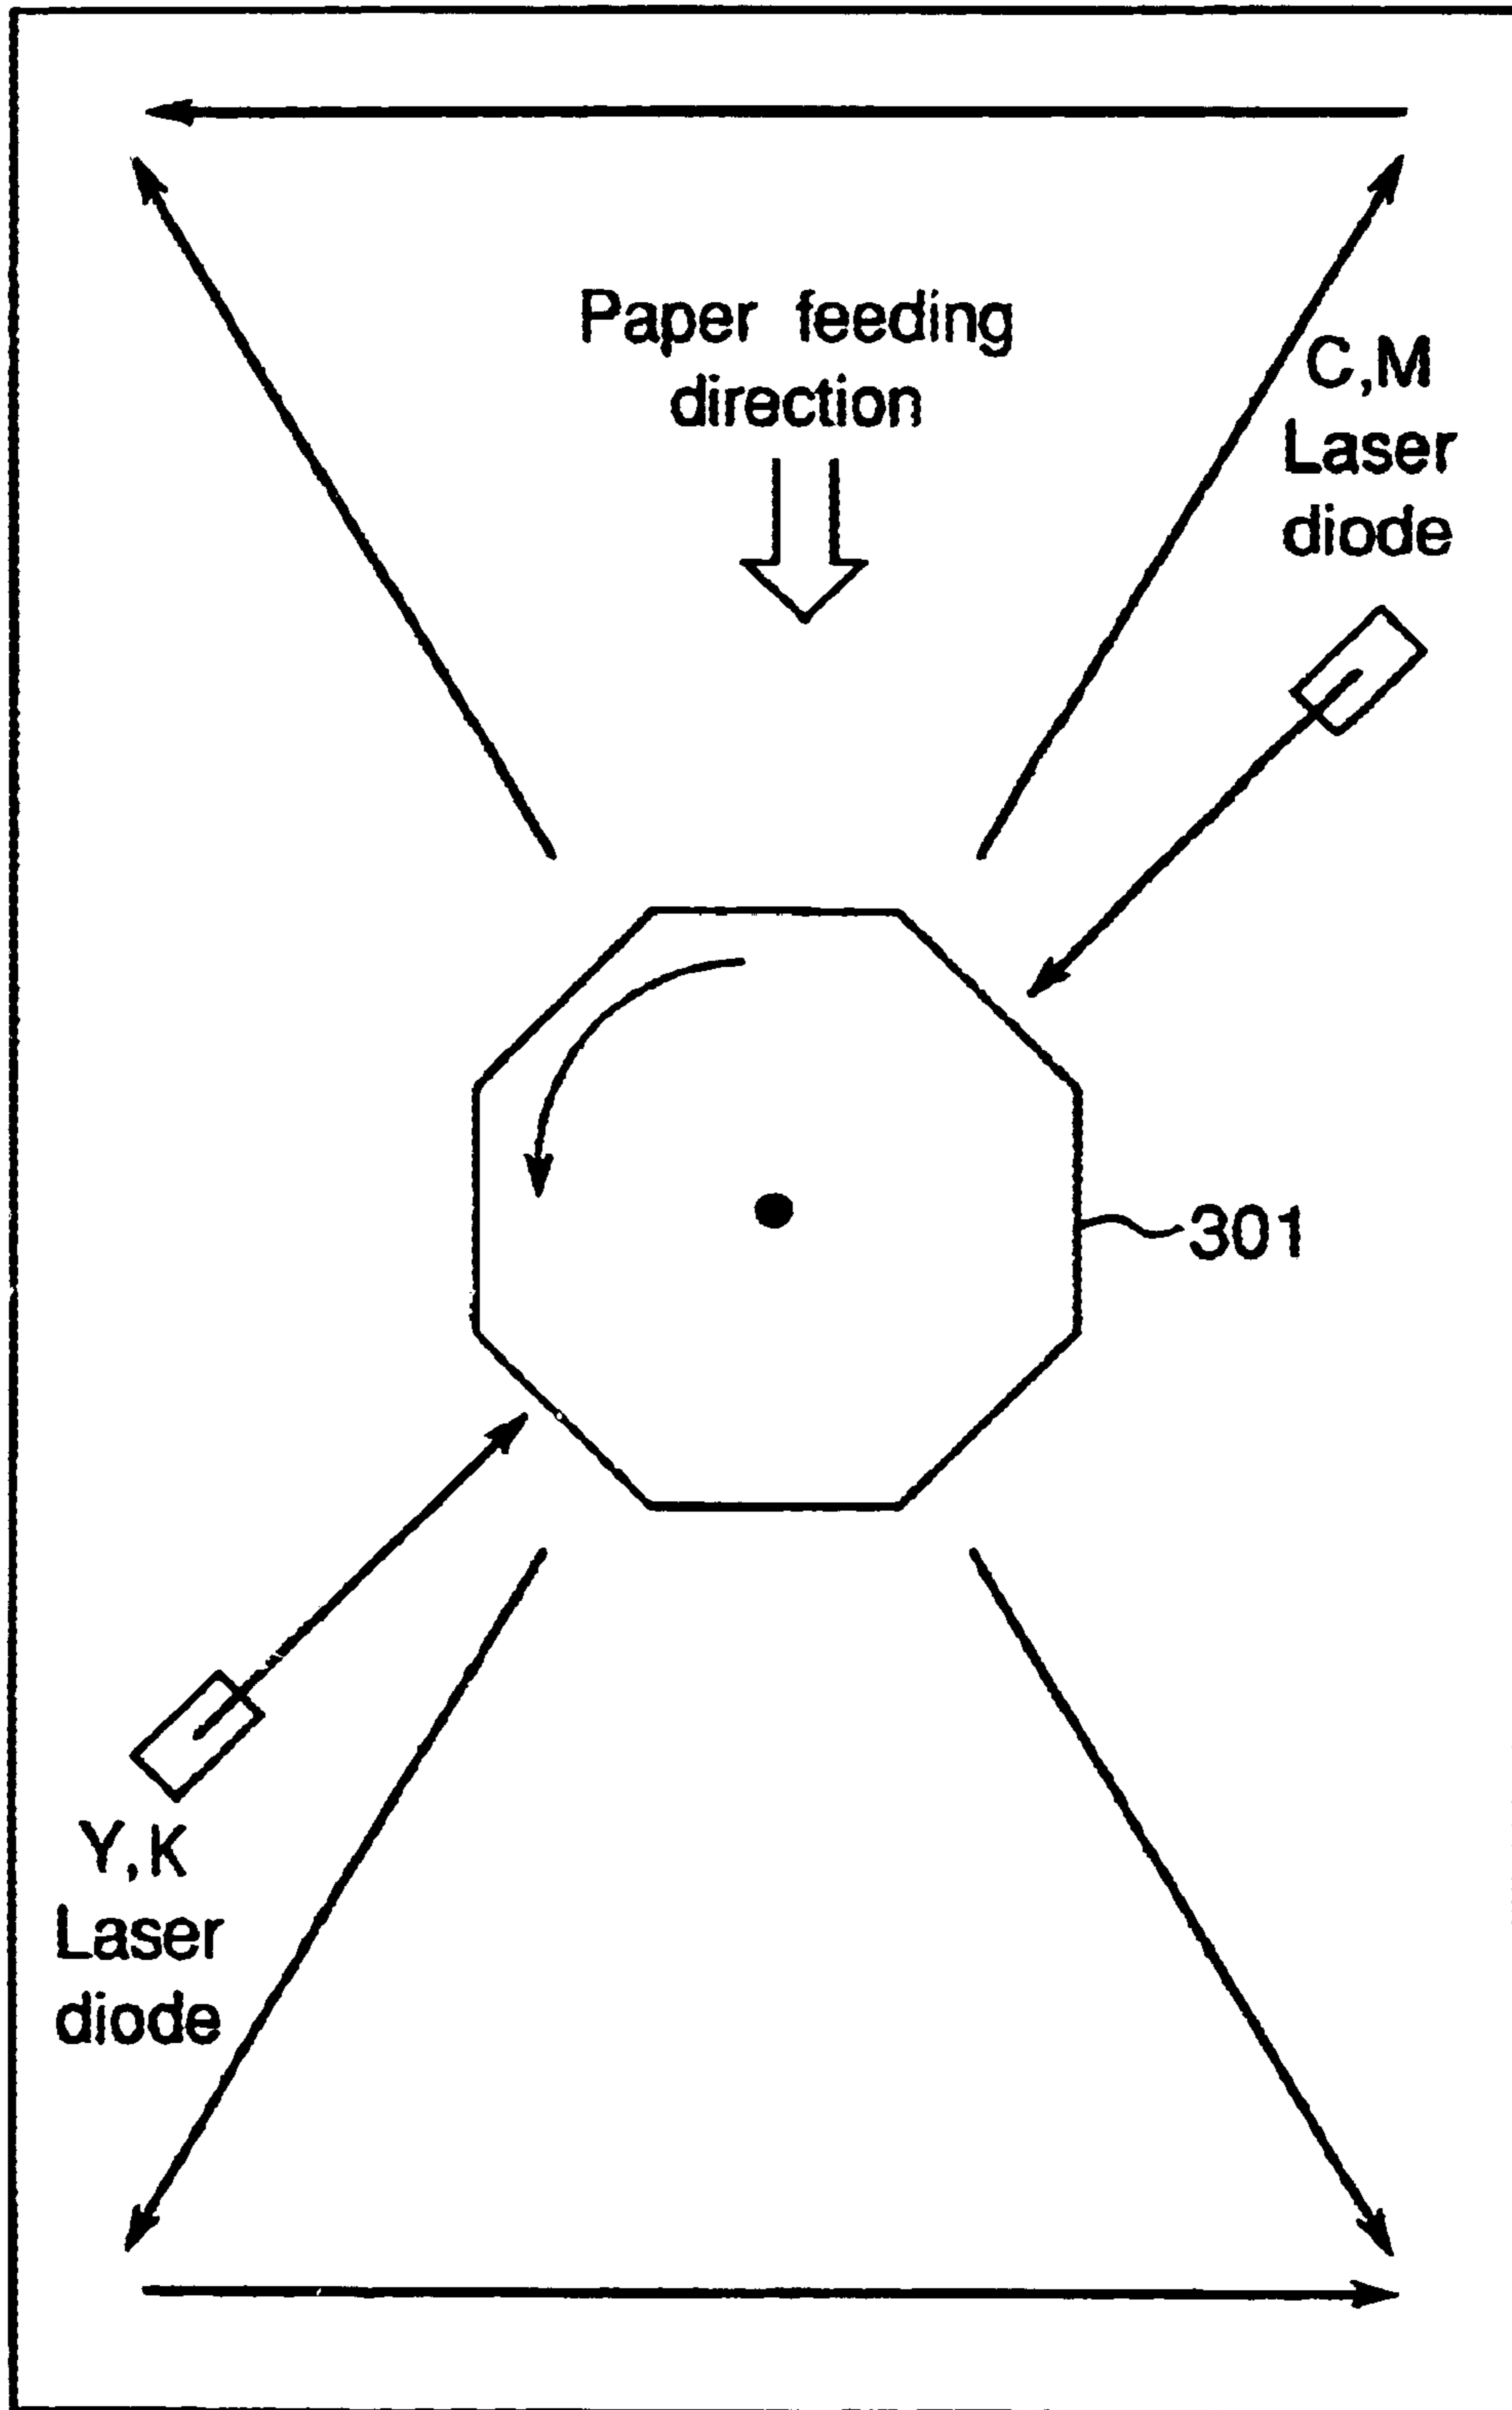 Paper feeding
direction
C,M
Laser
diode
301
Y,K
Laser
diode